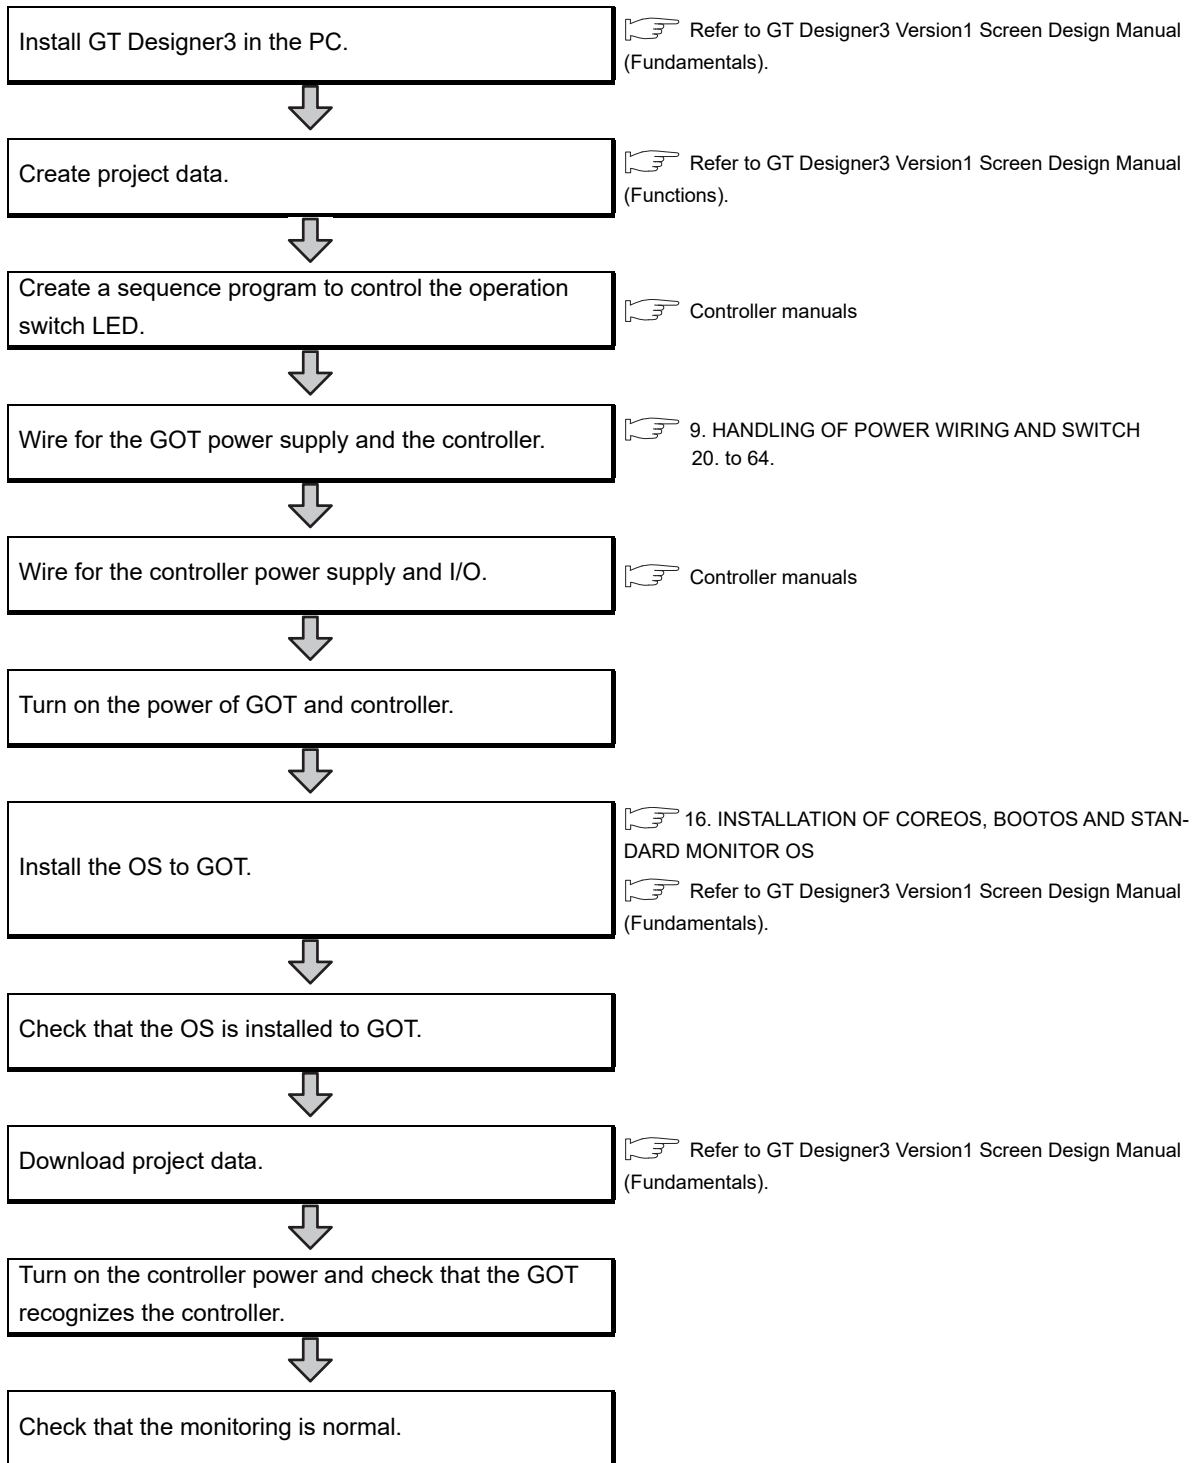 Install GT Designer3 in the PC.
Refer to GT Designer3 Version1 Screen Design Manual
(Fundamentals).
Create project data.
Refer to GT Designer3 Version1 Screen Design Manual
(Functions).
Create a sequence program to control the operation
switch LED.
Controller manuals
Wire for the GOT power supply and the controller.
9. HANDLING OF POWER WIRING AND SWITCH
20. to 64.
Wire for the controller power supply and I/O.
Controller manuals
Turn on the power of GOT and controller.
Install the OS to GOT.
16. INSTALLATION OF COREOS, BOOTOS AND STAN-
DARD MONITOR OS
Refer to GT Designer3 Version1 Screen Design Manual
(Fundamentals).
Check that the OS is installed to GOT.
Download project data.
Refer to GT Designer3 Version1 Screen Design Manual
(Fundamentals).
Turn on the controller power and check that the GOT
recognizes the controller.
Check that the monitoring is normal.